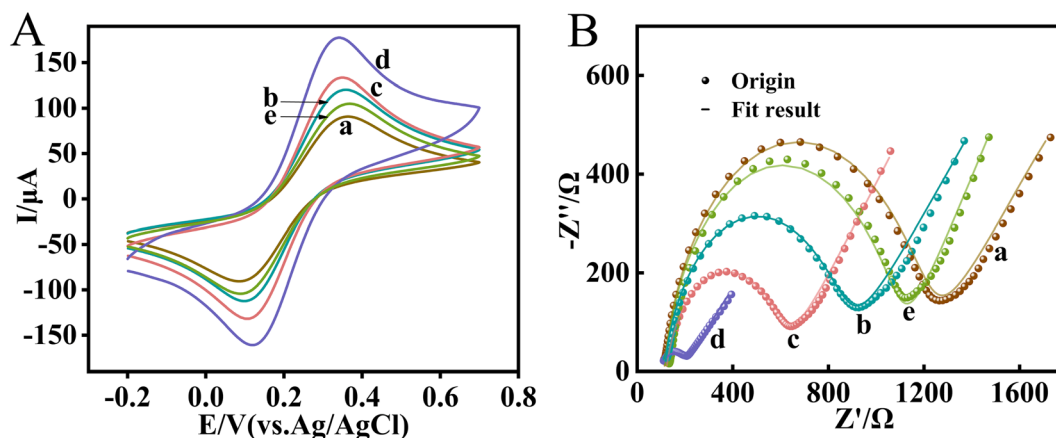 A
I/μA
150
100
50
0
-50
-100
-150
-0.2 0.0 0.2 0.4 0.6 0.8
E/V(vs.Ag/AgCl)
d
c
b
e
a
B
-Z''/Ω
600
400
200
0
0 400 800 1200 1600
Z'/Ω
Origin
Fit result
a
b
e
c
d